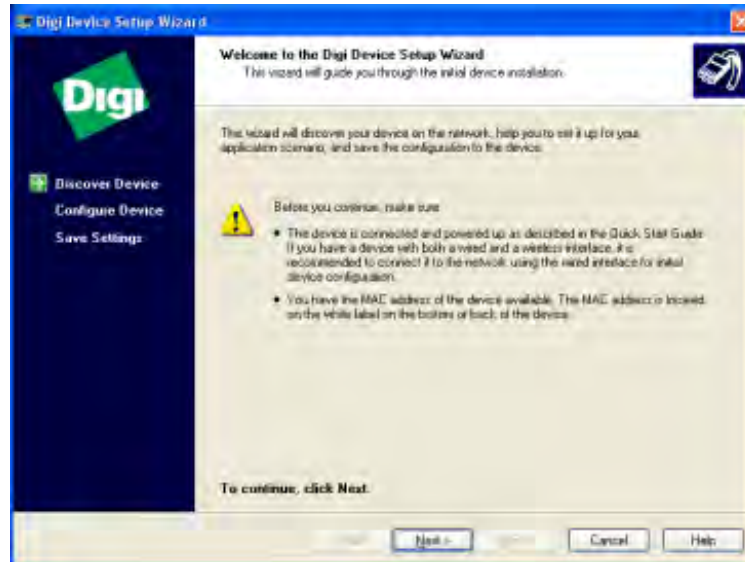 Digi Device Setup Wizard
Digi
Welcome to the Digi Device Setup Wizard
This wizard will guide you through the initial device installation.
This wizard will discover your device on the network, help you to set it up for your
application scenario, and save the configuration to the device.
Discover Device
Configure Device
Save Settings
Before you continue, make sure
• The device is connected and powered up as described in the Quick Start Guide
If you have a device with both a wired and a wireless interface, it is
recommended to connect it to the network using the wired interface for initial
device configuration.
• You have the MAC address of the device available. The MAC address is located
on the white label on the bottom or back of the device.
To continue, click Next.
Next >
Cancel
Help